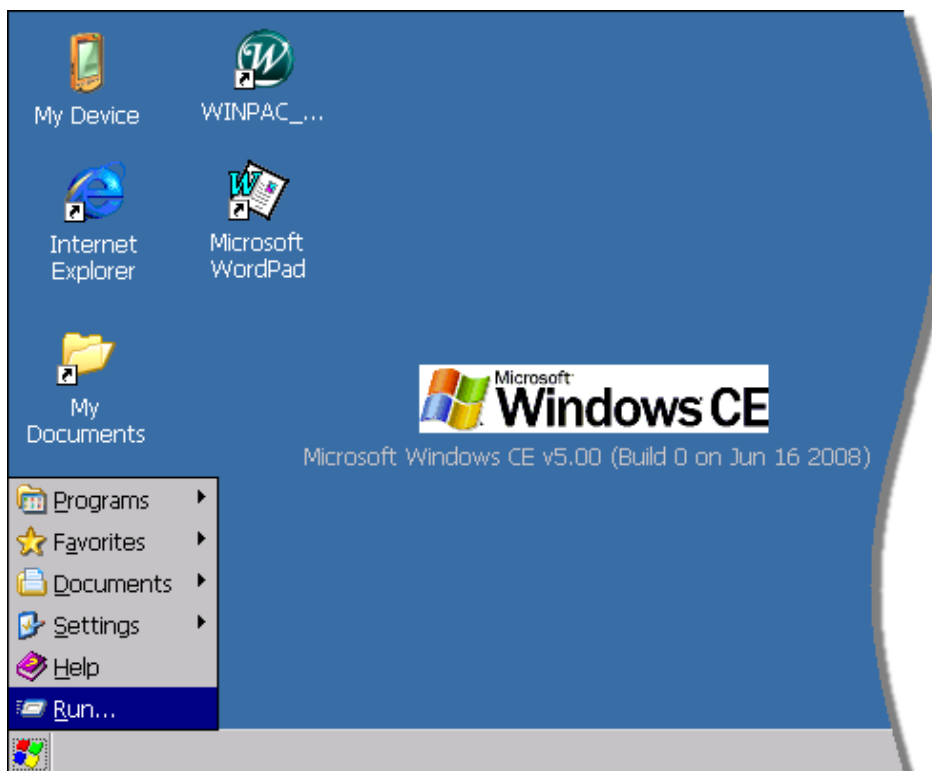 My Device
WINPAC_...
Internet
Explorer
Microsoft
WordPad
My
Documents
Microsoft
Windows CE
Microsoft Windows CE v5.00 (Build 0 on Jun 16 2008)
Programs
Favorites
Documents
Settings
Help
Run...